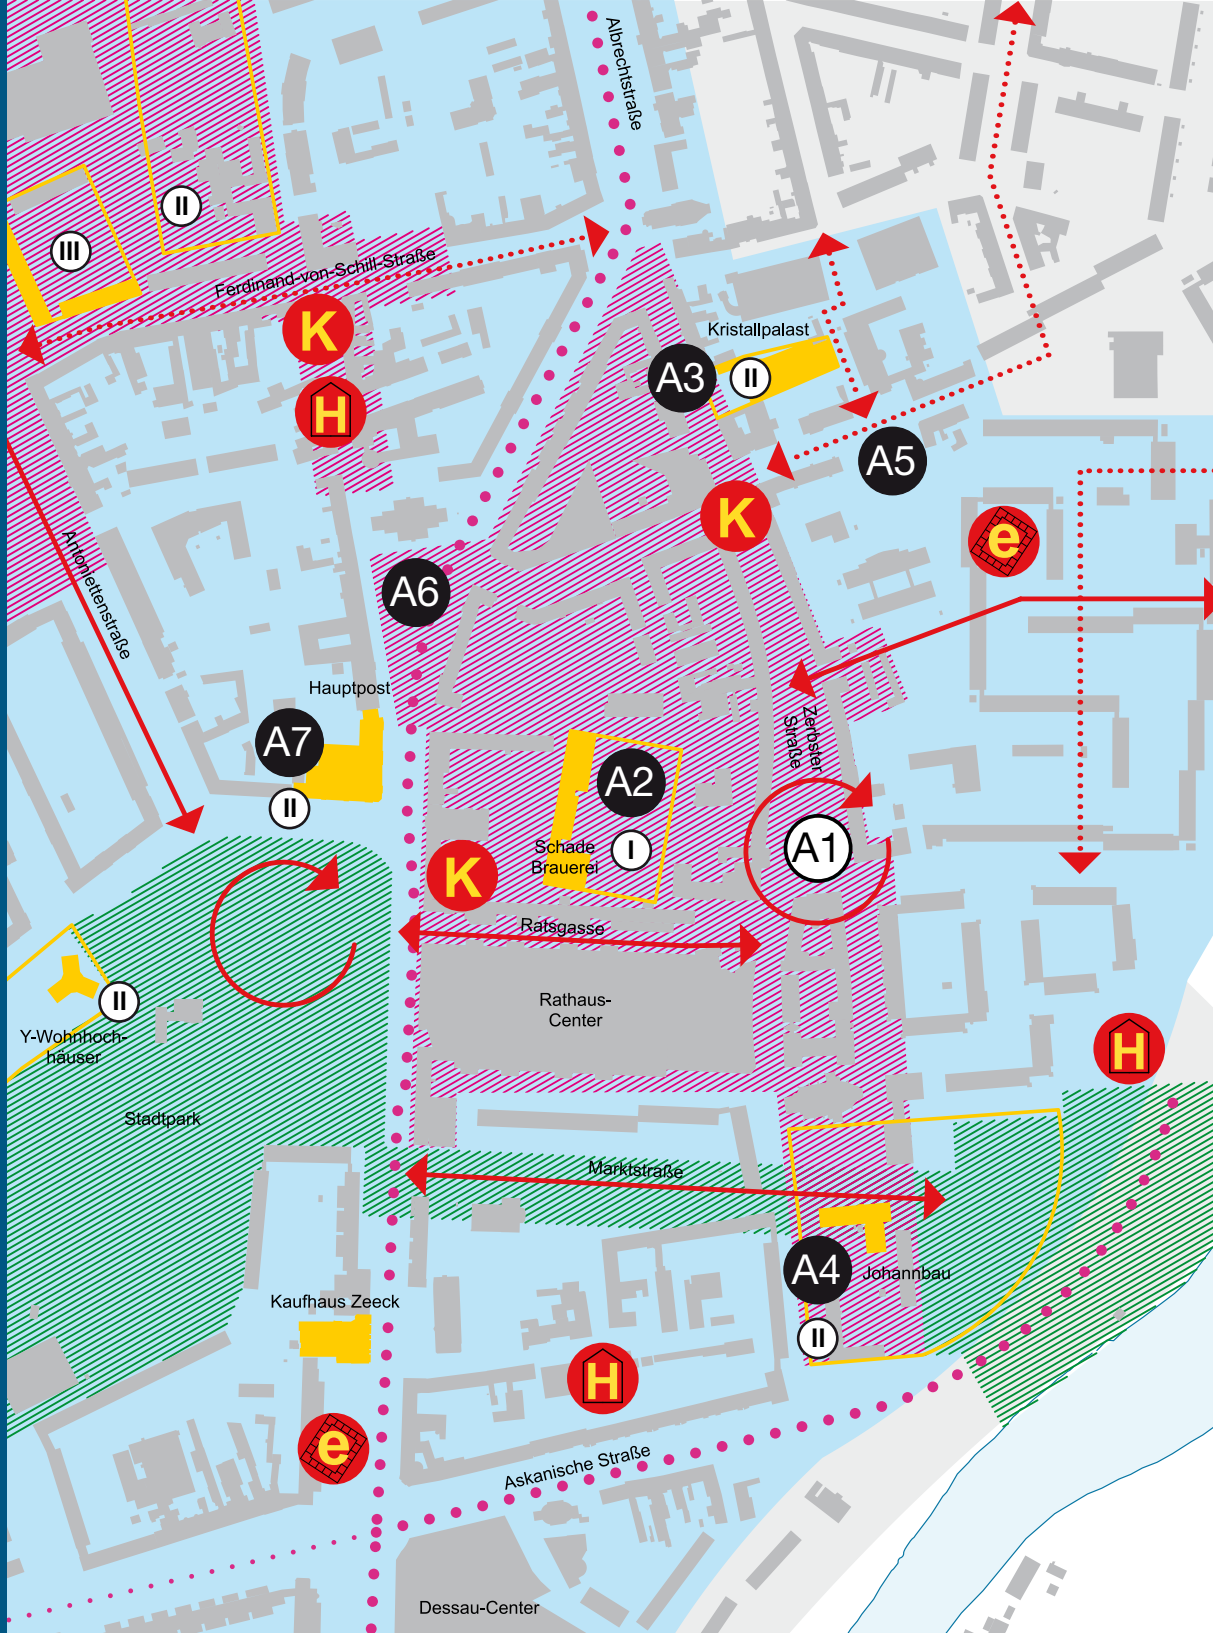 Albrechtstraße
II
III
Ferdinand-von-Schill-Straße
K
H
Kristallpalast
A3
II
A5
K
e
Antoniettenstraße
A6
Hauptpost
A7
II
Zerbster
Straße
A2
I
Schade
Brauerei
A1
K
Ratsgasse
Rathaus-
Center
II
Y-Wohnhoch-
häuser
H
Stadtpark
Marktstraße
A4
Johannbau
II
Kaufhaus Zeeck
H
e
Askanische Straße
Dessau-Center